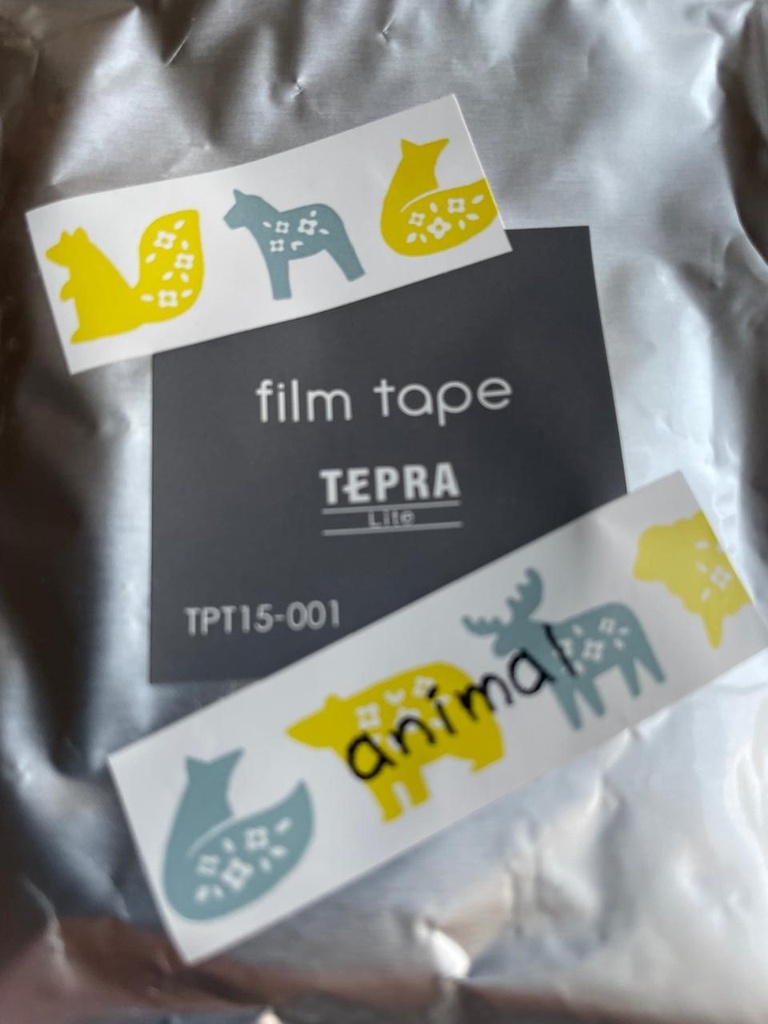 film tape
TEPRA
Lite
TPT15-001
animal